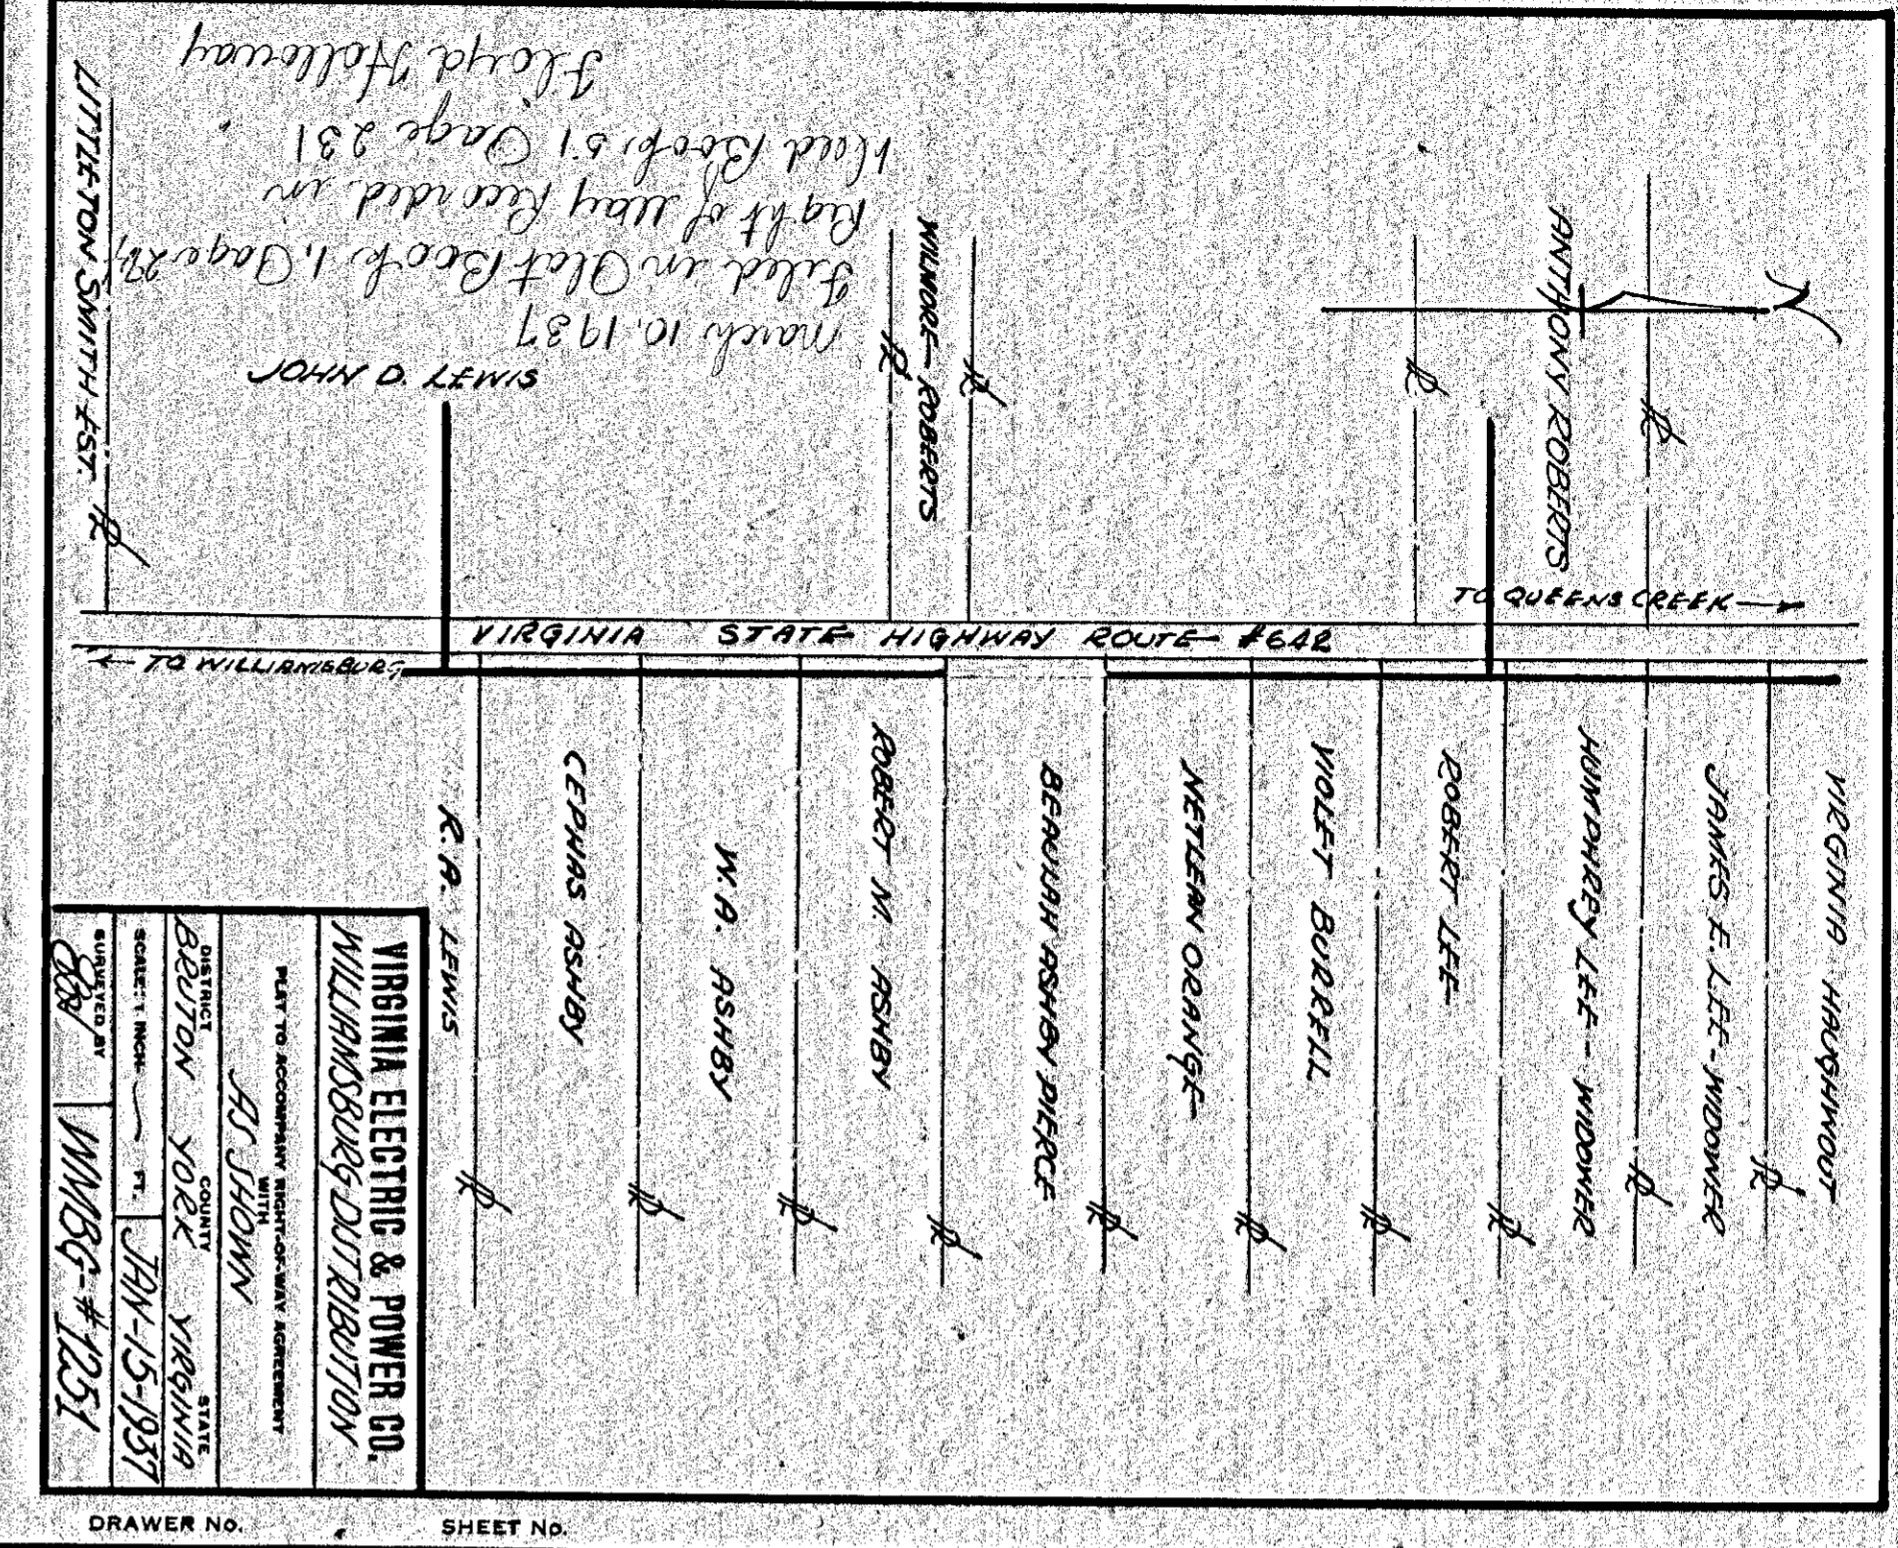 March 10, 1937
Filed in Plat Book 1, Page 27,
Right of Way Recorded in
Deed Book 51 Page 231
Floyd Holloway
LITTLETON SMITH EST.
JOHN D. LEWIS
WILMORE ROBERTS
ANTHONY ROBERTS
TO QUEENS CREEK
VIRGINIA STATE HIGHWAY ROUTE #642
TO WILLIAMSBURG
R. A. LEWIS
CEPHAS ASHBY
W. A. ASHBY
ROBERT N. ASHBY
BEAULAH ASHBY PIERCE
NETLEAN ORANGE
VIOLET BURRELL
ROBERT LEE
HUMPHREY LEE - WIDOWER
JAMES E. LEE - WIDOWER
VIRGINIA HAUGHWOUT
VIRGINIA ELECTRIC & POWER CO.
WILLIAMSBURG DISTRIBUTION
PLAT TO ACCOMPANY RIGHT-OF-WAY AGREEMENT
WITH
AS SHOWN
DISTRICT COUNTY STATE
BRUTON YORK VIRGINIA
SCALE: 1 INCH FT. JAN-15-1937
SURVEYED BY
WMBG-#1251
DRAWER No. SHEET No.